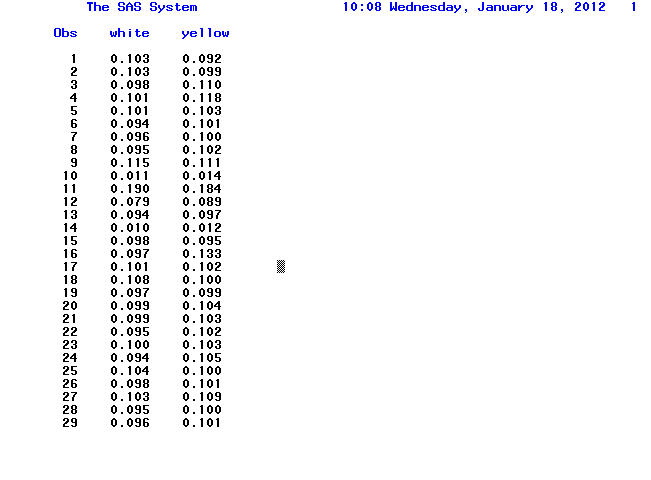 The SAS System 10:08 Wednesday, January 18, 2012 1
Obs white yellow
1 0.103 0.092
2 0.103 0.099
3 0.098 0.110
4 0.101 0.118
5 0.101 0.103
6 0.094 0.101
7 0.096 0.100
8 0.095 0.102
9 0.115 0.111
10 0.011 0.014
11 0.190 0.184
12 0.079 0.089
13 0.094 0.097
14 0.010 0.012
15 0.098 0.095
16 0.097 0.133
17 0.101 0.102
18 0.108 0.100
19 0.097 0.099
20 0.099 0.104
21 0.099 0.103
22 0.095 0.102
23 0.100 0.103
24 0.094 0.105
25 0.104 0.100
26 0.098 0.101
27 0.103 0.109
28 0.095 0.100
29 0.096 0.101